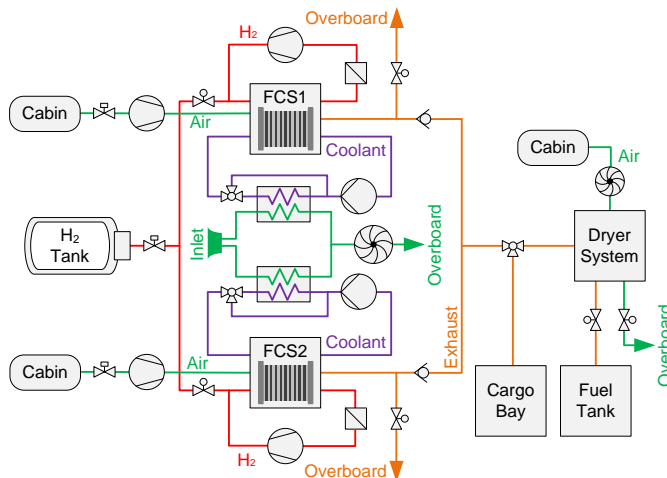 Overboard
H₂
Cabin
Air
FCS1
Coolant
Cabin
Air
H₂
Tank
Inlet
Overboard
Dryer
System
Exhaust
Coolant
FCS2
Cabin
Air
H₂
Overboard
Cargo
Bay
Fuel
Tank
Overboard